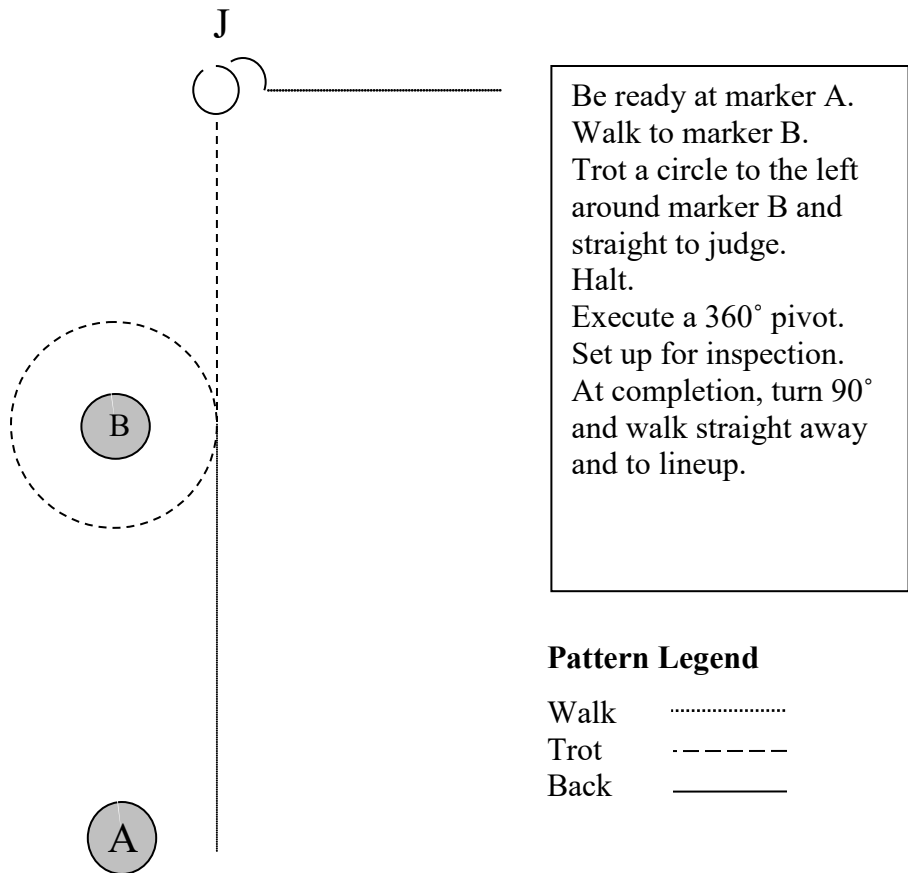 J
Be ready at marker A.
Walk to marker B.
Trot a circle to the left
around marker B and
straight to judge.
Halt.
Execute a 360˚ pivot.
Set up for inspection.
At completion, turn 90˚
and walk straight away
and to lineup.
B
Pattern Legend
Walk
Trot
Back
A